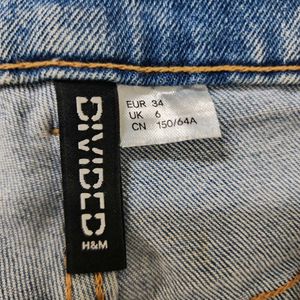 DIVIDED
H&M
EUR 34
UK 6
CN 150/64A